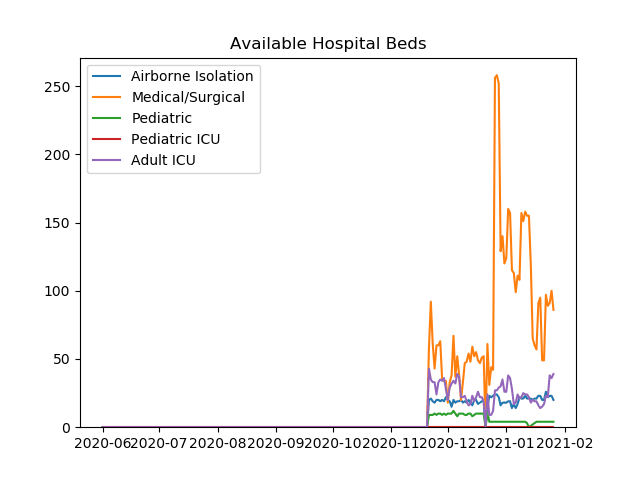 Available Hospital Beds
Airborne Isolation
Medical/Surgical
Pediatric
Pediatric ICU
Adult ICU
250
200
150
100
50
0
2020-06 2020-07 2020-08 2020-09 2020-10 2020-11 2020-12 2021-01 2021-02